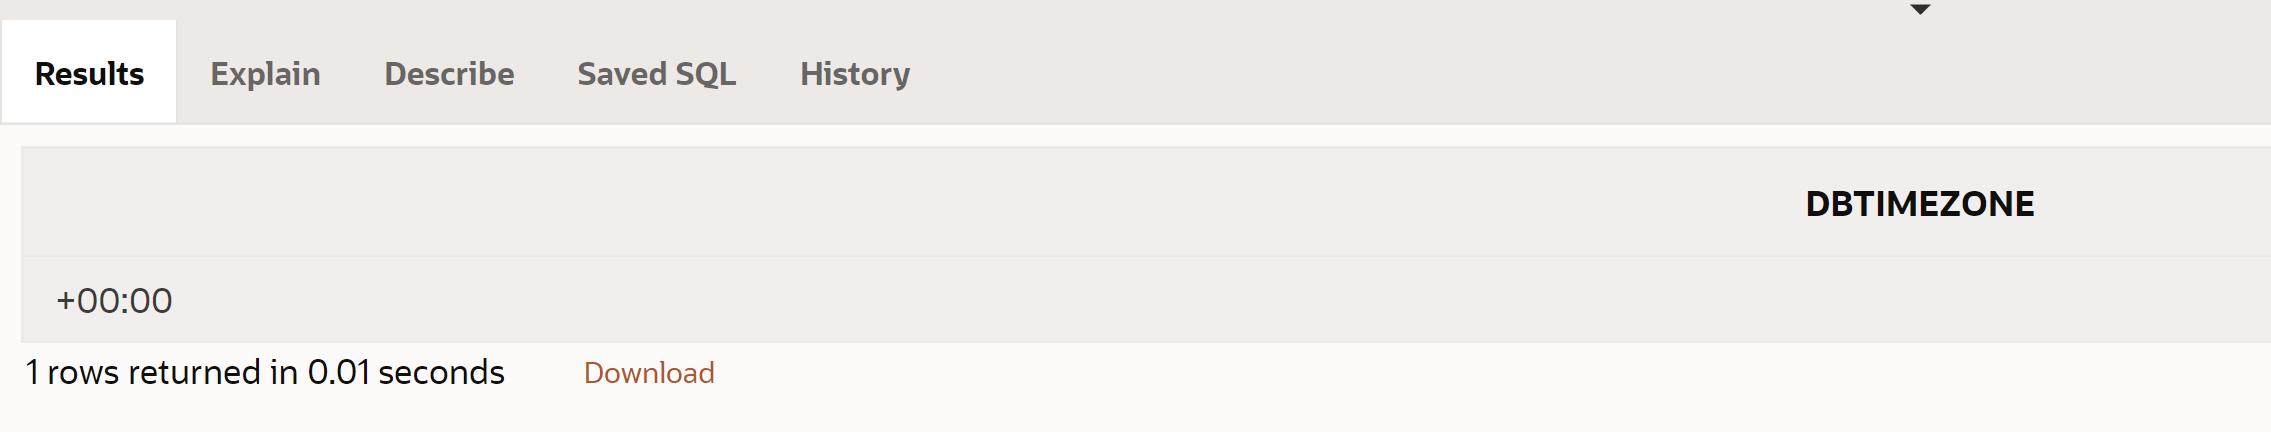 Results Explain Describe Saved SQL History
DBTIMEZONE
+00:00
1 rows returned in 0.01 seconds Download